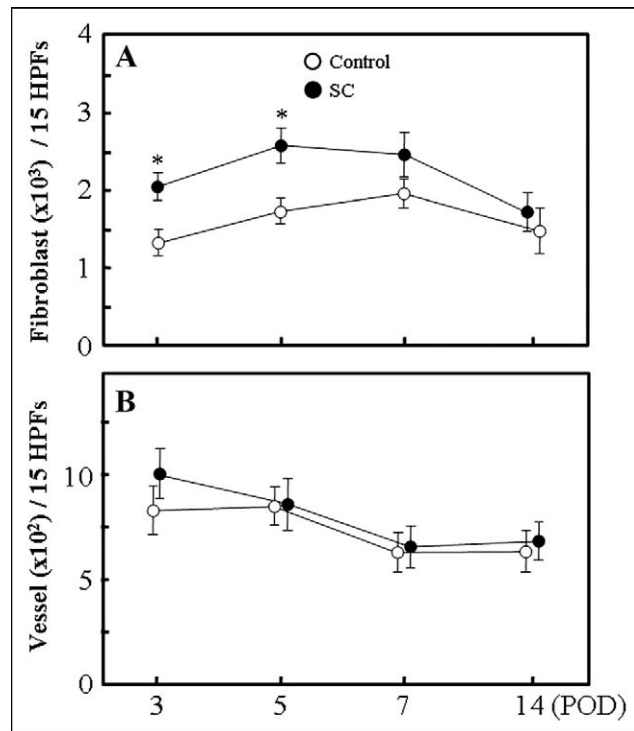 A
Control
SC
Fibroblast (x10³) / 15 HPFs
4
3
2
1
0
*
*
B
Vessel (x10²) / 15 HPFs
10
5
0
3 5 7 14 (POD)